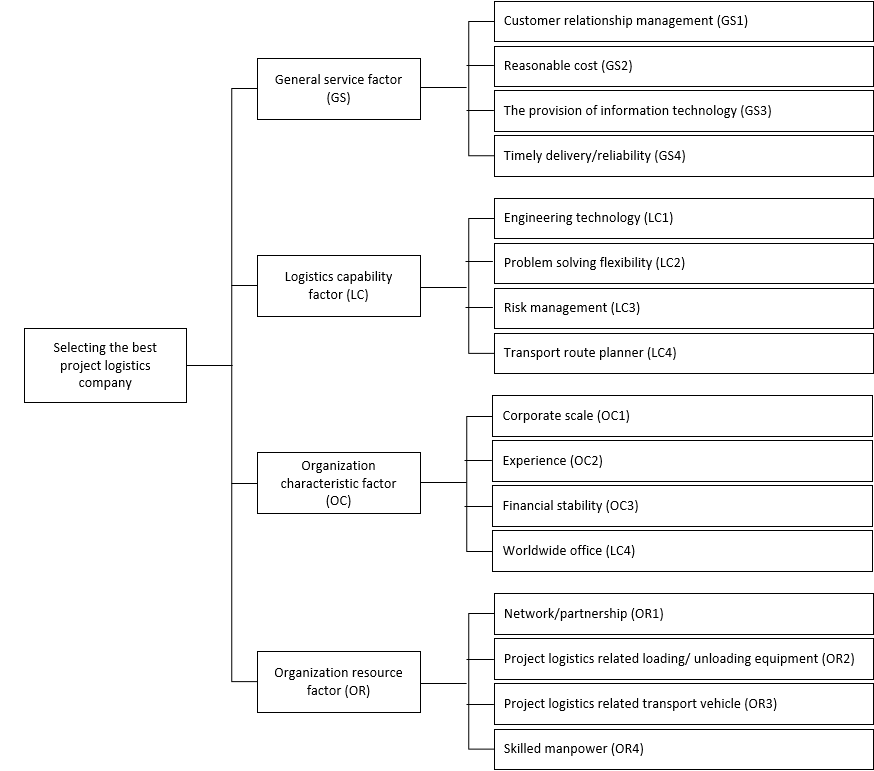 Selecting the best
project logistics
company
General service factor
(GS)
Customer relationship management (GS1)
Reasonable cost (GS2)
The provision of information technology (GS3)
Timely delivery/reliability (GS4)
Logistics capability
factor (LC)
Engineering technology (LC1)
Problem solving flexibility (LC2)
Risk management (LC3)
Transport route planner (LC4)
Organization
characteristic factor
(OC)
Corporate scale (OC1)
Experience (OC2)
Financial stability (OC3)
Worldwide office (LC4)
Organization resource
factor (OR)
Network/partnership (OR1)
Project logistics related loading/ unloading equipment (OR2)
Project logistics related transport vehicle (OR3)
Skilled manpower (OR4)